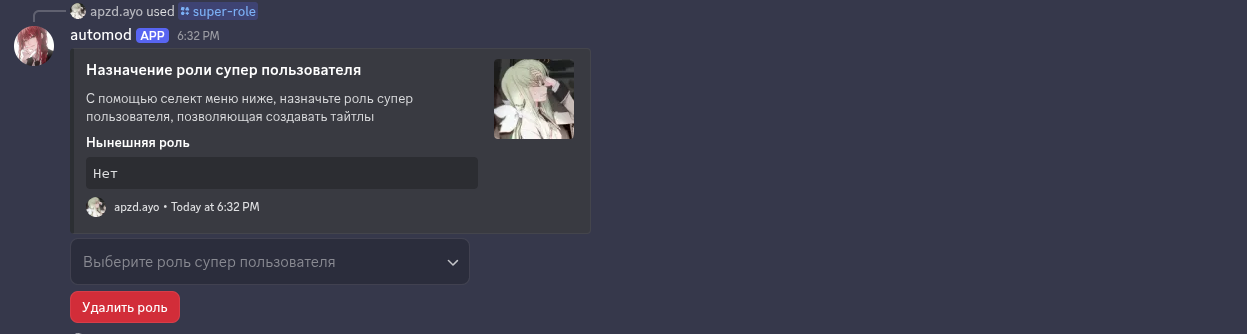 apzd.ayo used super-role
automod APP 6:32 PM
Назначение роли супер пользователя
С помощью селект меню ниже, назначьте роль супер
пользователя, позволяющая создавать тайтлы
Нынешняя роль
Нет
apzd.ayo • Today at 6:32 PM
Выберите роль супер пользователя
Удалить роль